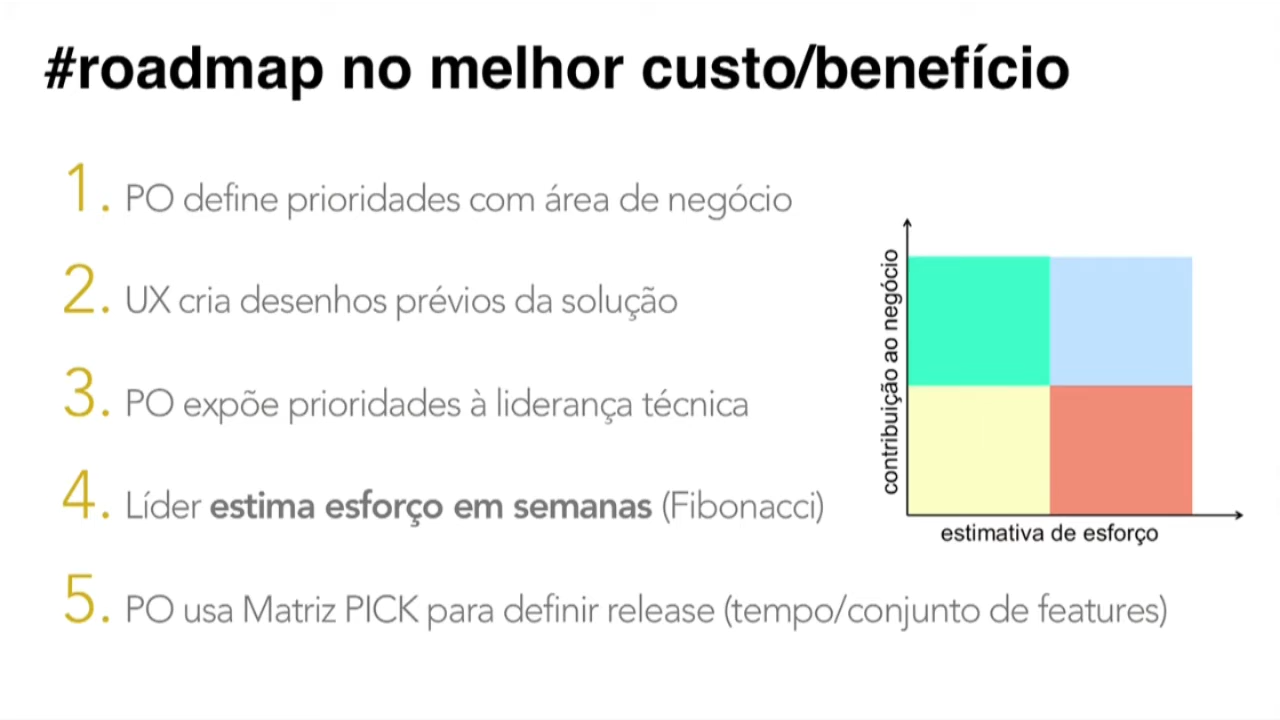 #roadmap no melhor custo/benefício
1. PO define prioridades com área de negócio
2. UX cria desenhos prévios da solução
3. PO expõe prioridades à liderança técnica
4. Líder estima esforço em semanas (Fibonacci)
5. PO usa Matriz PICK para definir release (tempo/conjunto de features)
contribuição ao negócio
estimativa de esforço